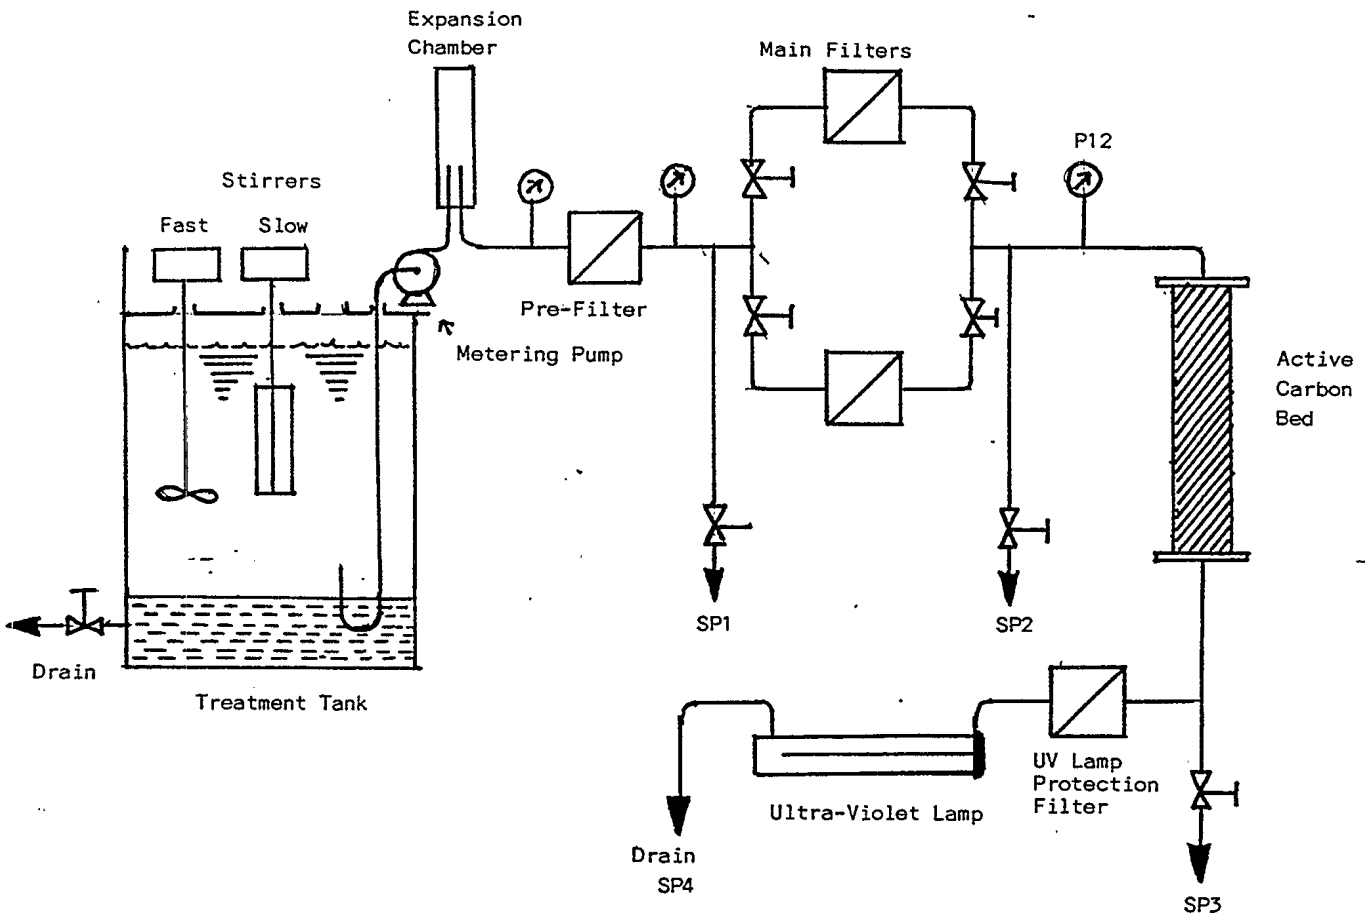 Expansion
Chamber
Main Filters
P12
Stirrers
Fast
Slow
Pre-Filter
Metering Pump
Active
Carbon
Bed
SP1
SP2
Drain
Treatment Tank
UV Lamp
Protection
Filter
Ultra-Violet Lamp
Drain
SP4
SP3